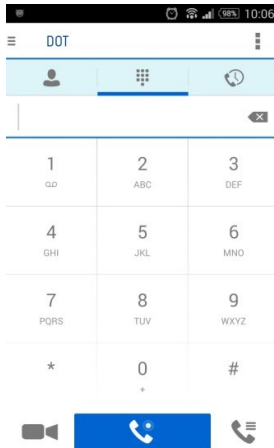 98% 10:06
DOT
1 2 3
ABC DEF
4 5 6
GHI JKL MNO
7 8 9
PQRS TUV WXYZ
* 0 #
+